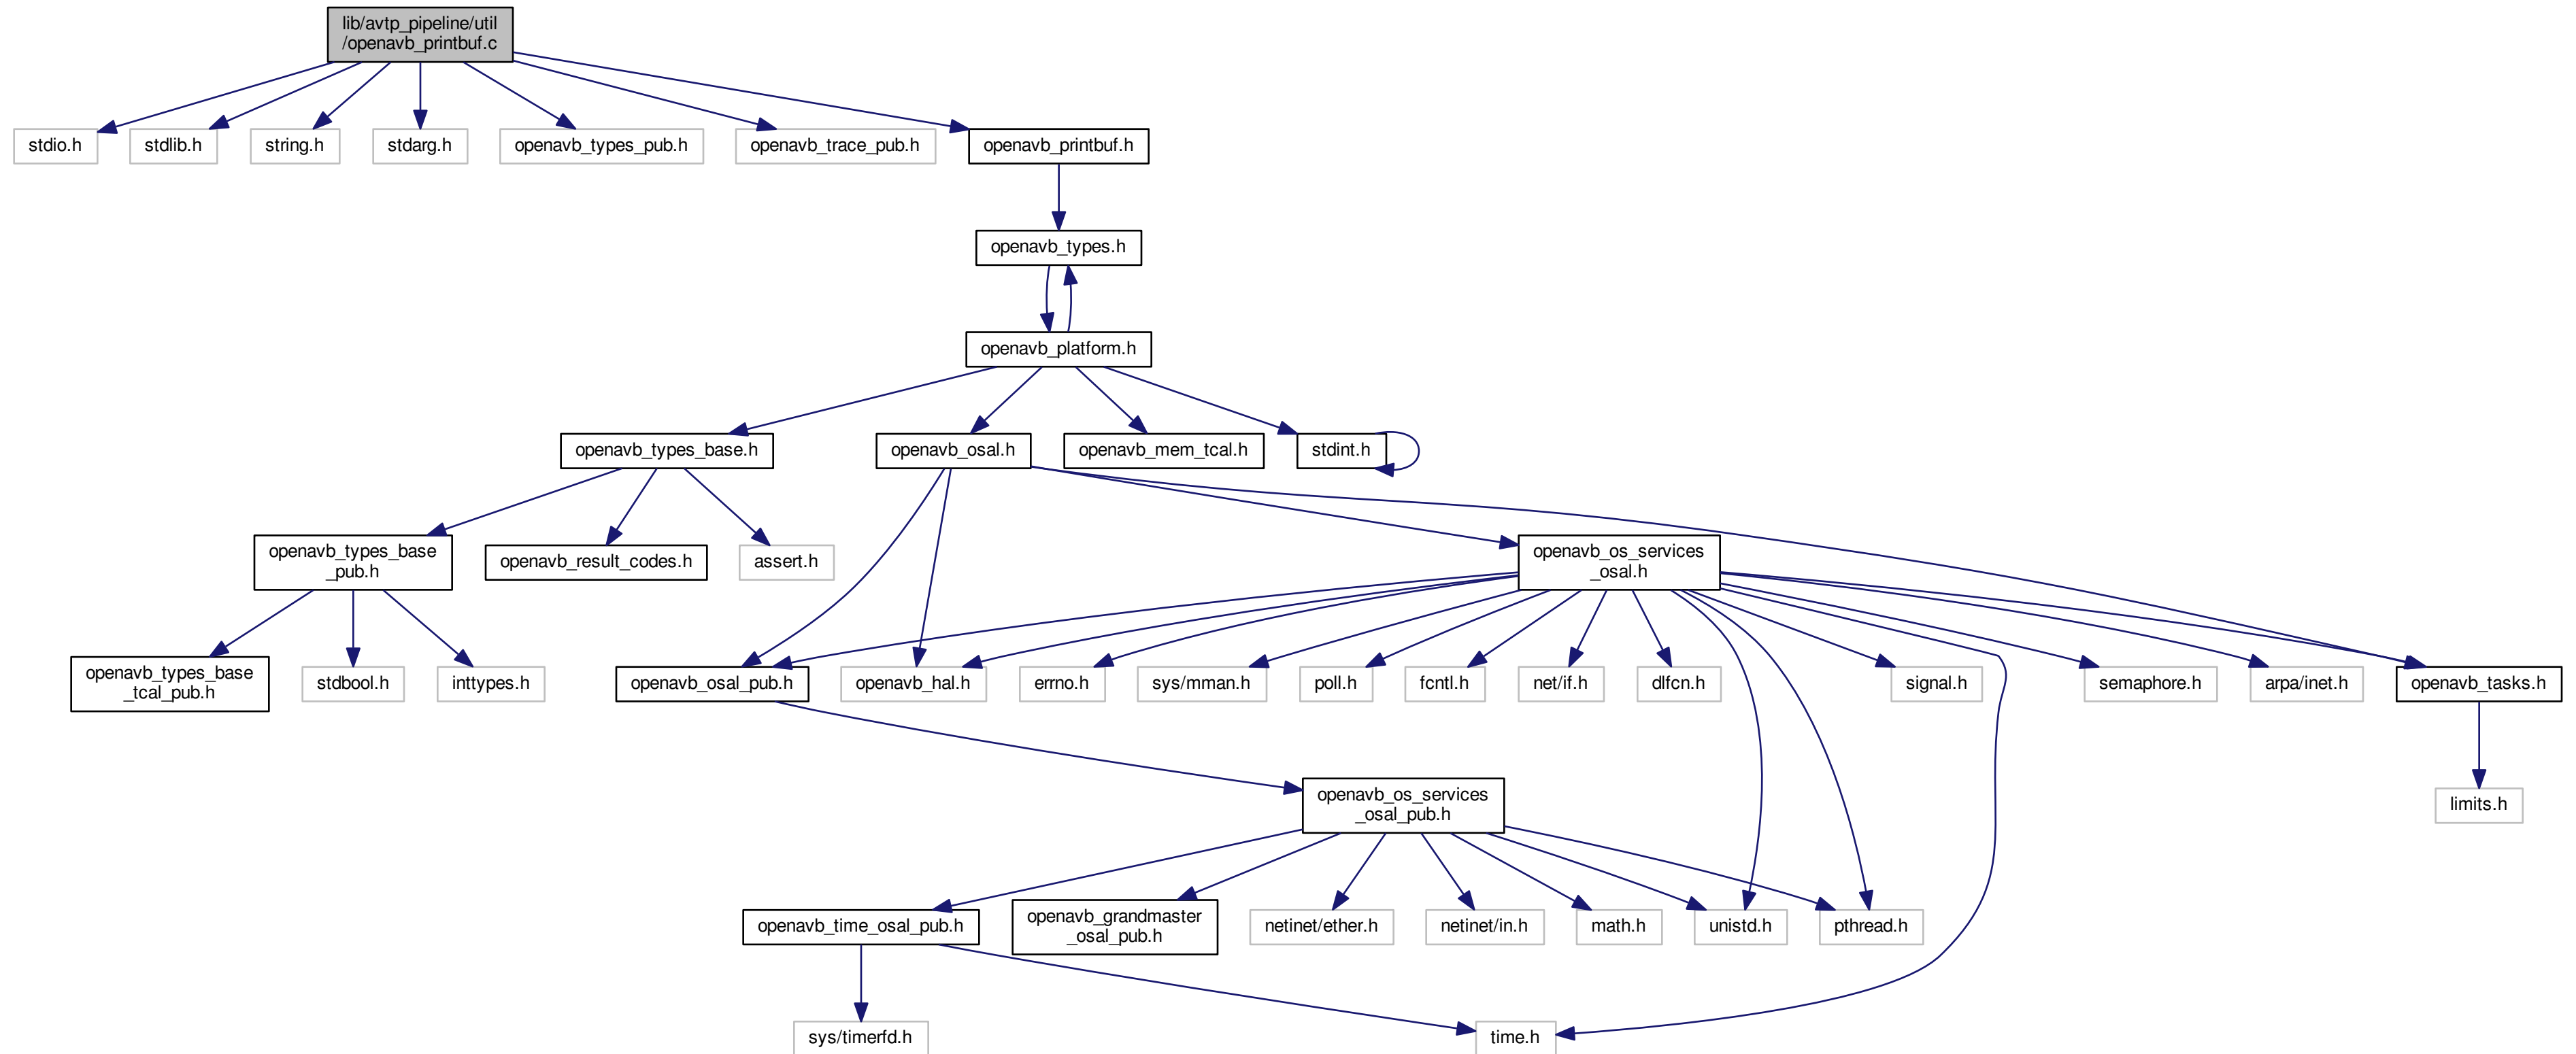 lib/avtp_pipeline/util
/openavb_printbuf.c
stdio.h
stdlib.h
string.h
stdarg.h
openavb_types_pub.h
openavb_trace_pub.h
openavb_printbuf.h
openavb_types.h
openavb_platform.h
openavb_types_base.h
openavb_osal.h
openavb_mem_tcal.h
stdint.h
openavb_types_base
_pub.h
openavb_result_codes.h
assert.h
openavb_os_services
_osal.h
openavb_types_base
_tcal_pub.h
stdbool.h
inttypes.h
openavb_osal_pub.h
openavb_hal.h
errno.h
sys/mman.h
poll.h
fcntl.h
net/if.h
dlfcn.h
signal.h
semaphore.h
arpa/inet.h
openavb_tasks.h
openavb_os_services
_osal_pub.h
limits.h
openavb_time_osal_pub.h
openavb_grandmaster
_osal_pub.h
netinet/ether.h
netinet/in.h
math.h
unistd.h
pthread.h
sys/timerfd.h
time.h